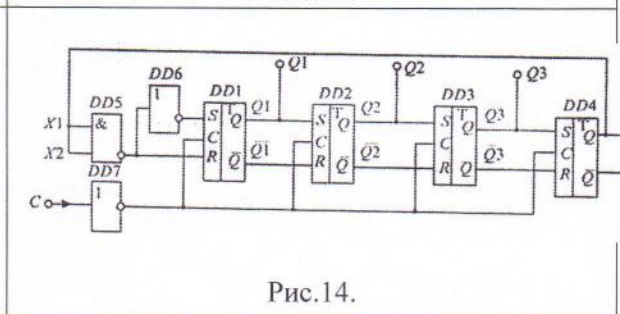 DD6
DD1 Q1 DD2 Q2 DD3 Q3
Q1 Q2 Q3 DD4
X1 DD5 1 S T Q S T Q S T Q S T Q
X2 & C C C C
R Q̅ Q̅1 R Q̅ Q̅2 R Q̅ Q̅3 R Q̅
DD7
C 1
Рис.14.